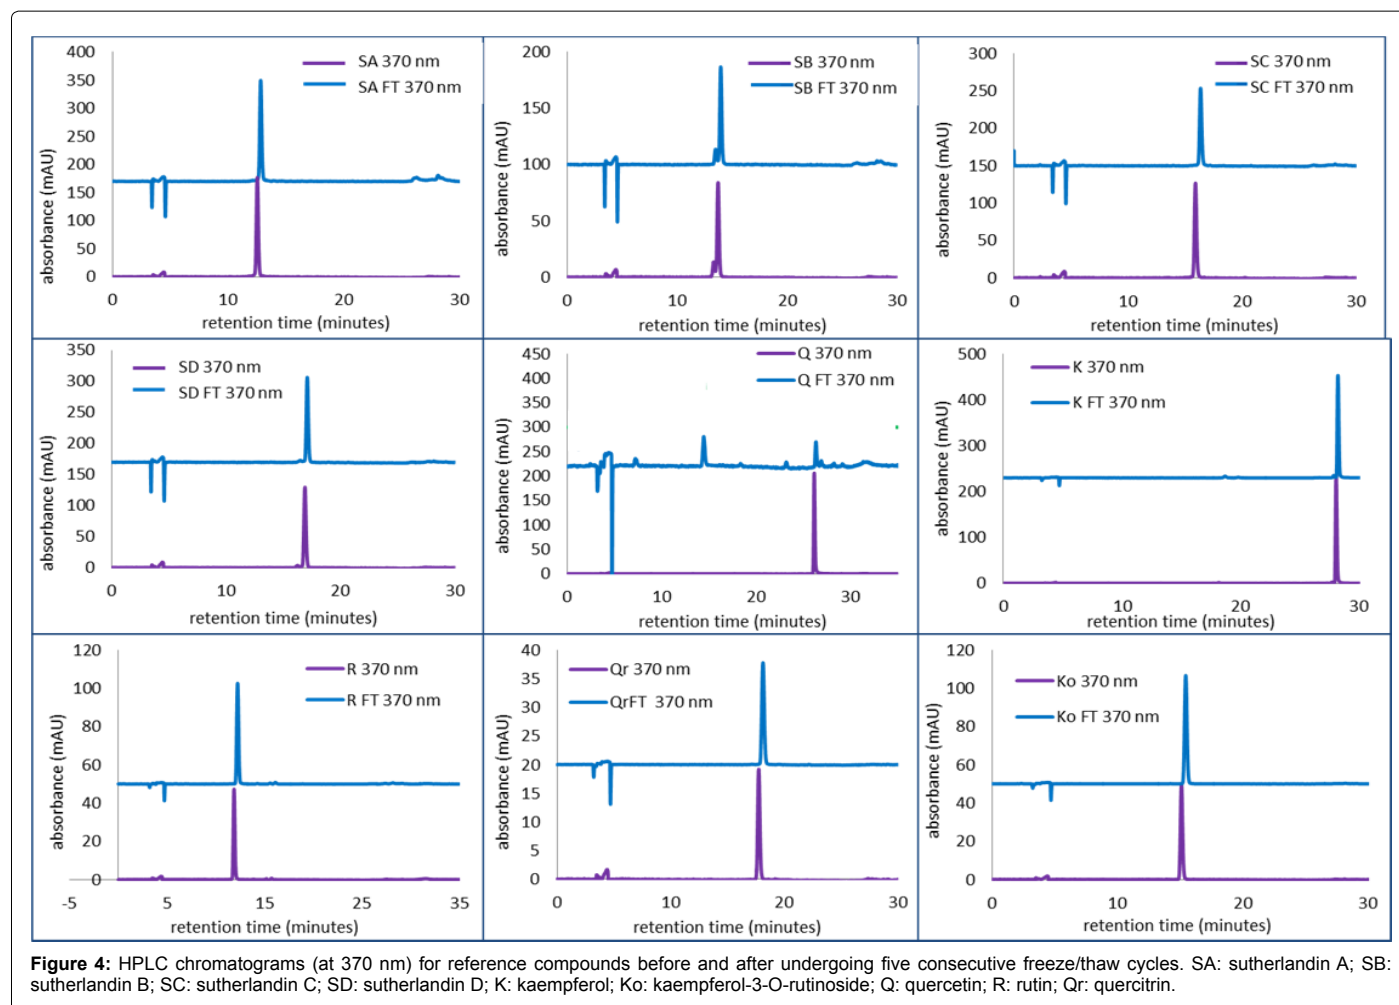 400
350
300
250
200
150
100
50
0
absorbance (mAU)
SA 370 nm
SA FT 370 nm
0 10 20 30
retention time (minutes)
200
150
100
50
0
absorbance (mAU)
SB 370 nm
SB FT 370 nm
0 10 20 30
retention time (minutes)
300
250
200
150
100
50
0
absorbance (mAU)
SC 370 nm
SC FT 370 nm
0 10 20 30
retention time (minutes)
350
300
250
200
150
100
50
0
absorbance (mAU)
SD 370 nm
SD FT 370 nm
0 10 20 30
retention time (minutes)
450
400
350
300
250
200
150
100
50
0
absorbance (mAU)
Q 370 nm
Q FT 370 nm
0 10 20 30
retention time (minutes)
500
400
300
200
100
0
absorbance (mAU)
K 370 nm
K FT 370 nm
0 10 20 30
retention time (minutes)
120
100
80
60
40
20
0
absorbance (mAU)
R 370 nm
R FT 370 nm
-5 5 15 25 35
retention time (minutes)
40
35
30
25
20
15
10
5
0
absorbance (mAU)
Qr 370 nm
QrFT 370 nm
0 10 20 30
retention time (minutes)
120
100
80
60
40
20
0
absorbance (mAU)
Ko 370 nm
Ko FT 370 nm
0 10 20 30
retention time (minutes)
Figure 4: HPLC chromatograms (at 370 nm) for reference compounds before and after undergoing five consecutive freeze/thaw cycles. SA: sutherlandin A; SB:
sutherlandin B; SC: sutherlandin C; SD: sutherlandin D; K: kaempferol; Ko: kaempferol-3-O-rutinoside; Q: quercetin; R: rutin; Qr: quercitrin.